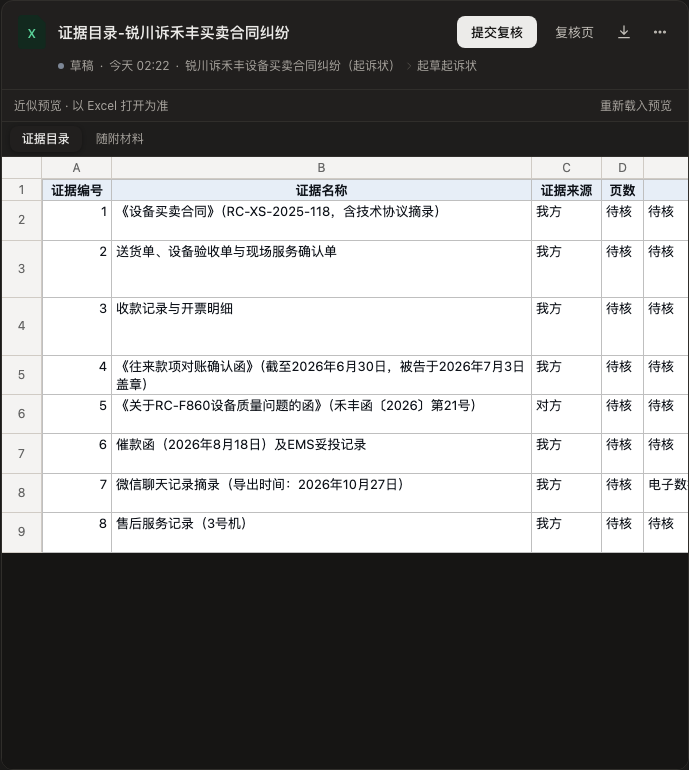 X
证据目录-锐川诉禾丰买卖合同纠纷
提交复核
复核页
草稿 · 今天 02:22 · 锐川诉禾丰设备买卖合同纠纷（起诉状） > 起草起诉状
近似预览 · 以 Excel 打开为准
重新载入预览
证据目录
随附材料
A B C D
1 证据编号 证据名称 证据来源 页数
2 1 《设备买卖合同》（RC-XS-2025-118，含技术协议摘录） 我方 待核 待核
3 2 送货单、设备验收单与现场服务确认单 我方 待核 待核
4 3 收款记录与开票明细 我方 待核 待核
5 4 《往来款项对账确认函》（截至2026年6月30日，被告于2026年7月3日
盖章） 我方 待核 待核
6 5 《关于RC-F860设备质量问题的函》（禾丰函〔2026〕第21号） 对方 待核 待核
7 6 催款函（2026年8月18日）及EMS妥投记录 我方 待核 待核
8 7 微信聊天记录摘录（导出时间：2026年10月27日） 我方 待核 电子数
9 8 售后服务记录（3号机） 我方 待核 待核